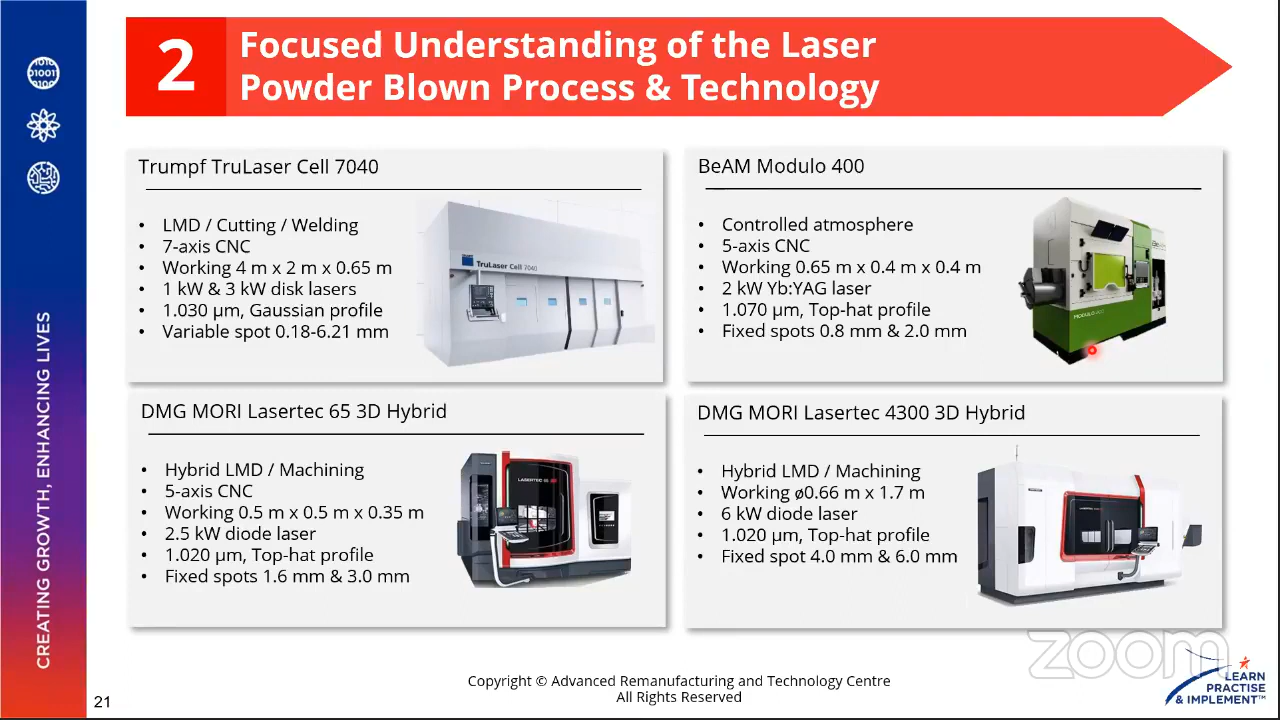 2
Focused Understanding of the Laser
Powder Blown Process & Technology
Trumpf TruLaser Cell 7040
• LMD / Cutting / Welding
• 7-axis CNC
• Working 4 m x 2 m x 0.65 m
• 1 kW & 3 kW disk lasers
• 1.030 µm, Gaussian profile
• Variable spot 0.18-6.21 mm
TruLaser Cell 7040
BeAM Modulo 400
• Controlled atmosphere
• 5-axis CNC
• Working 0.65 m x 0.4 m x 0.4 m
• 2 kW Yb:YAG laser
• 1.070 µm, Top-hat profile
• Fixed spots 0.8 mm & 2.0 mm
DMG MORI Lasertec 65 3D Hybrid
• Hybrid LMD / Machining
• 5-axis CNC
• Working 0.5 m x 0.5 m x 0.35 m
• 2.5 kW diode laser
• 1.020 µm, Top-hat profile
• Fixed spots 1.6 mm & 3.0 mm
DMG MORI Lasertec 4300 3D Hybrid
• Hybrid LMD / Machining
• Working ø0.66 m x 1.7 m
• 6 kW diode laser
• 1.020 µm, Top-hat profile
• Fixed spot 4.0 mm & 6.0 mm
CREATING GROWTH, ENHANCING LIVES
zoom
Copyright © Advanced Remanufacturing and Technology Centre
All Rights Reserved
LEARN
PRACTISE
& IMPLEMENT™
21